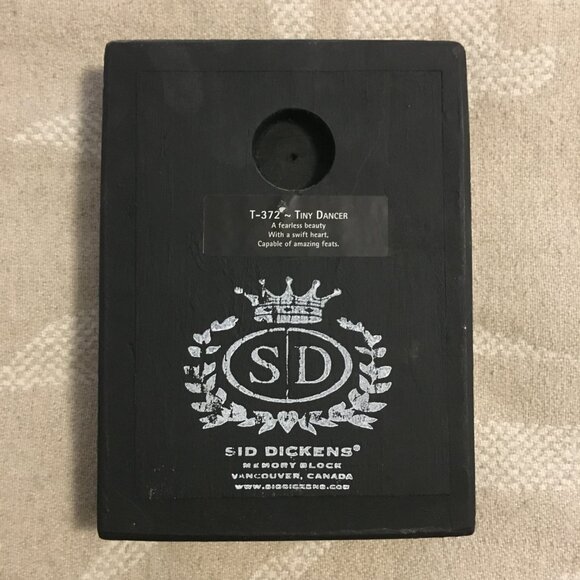 T-372 ~ Tiny Dancer
A fearless beauty
With a swift heart,
Capable of amazing feats.
S D
SID DICKENS®
MEMORY BLOCK
VANCOUVER, CANADA
www.siddickens.com